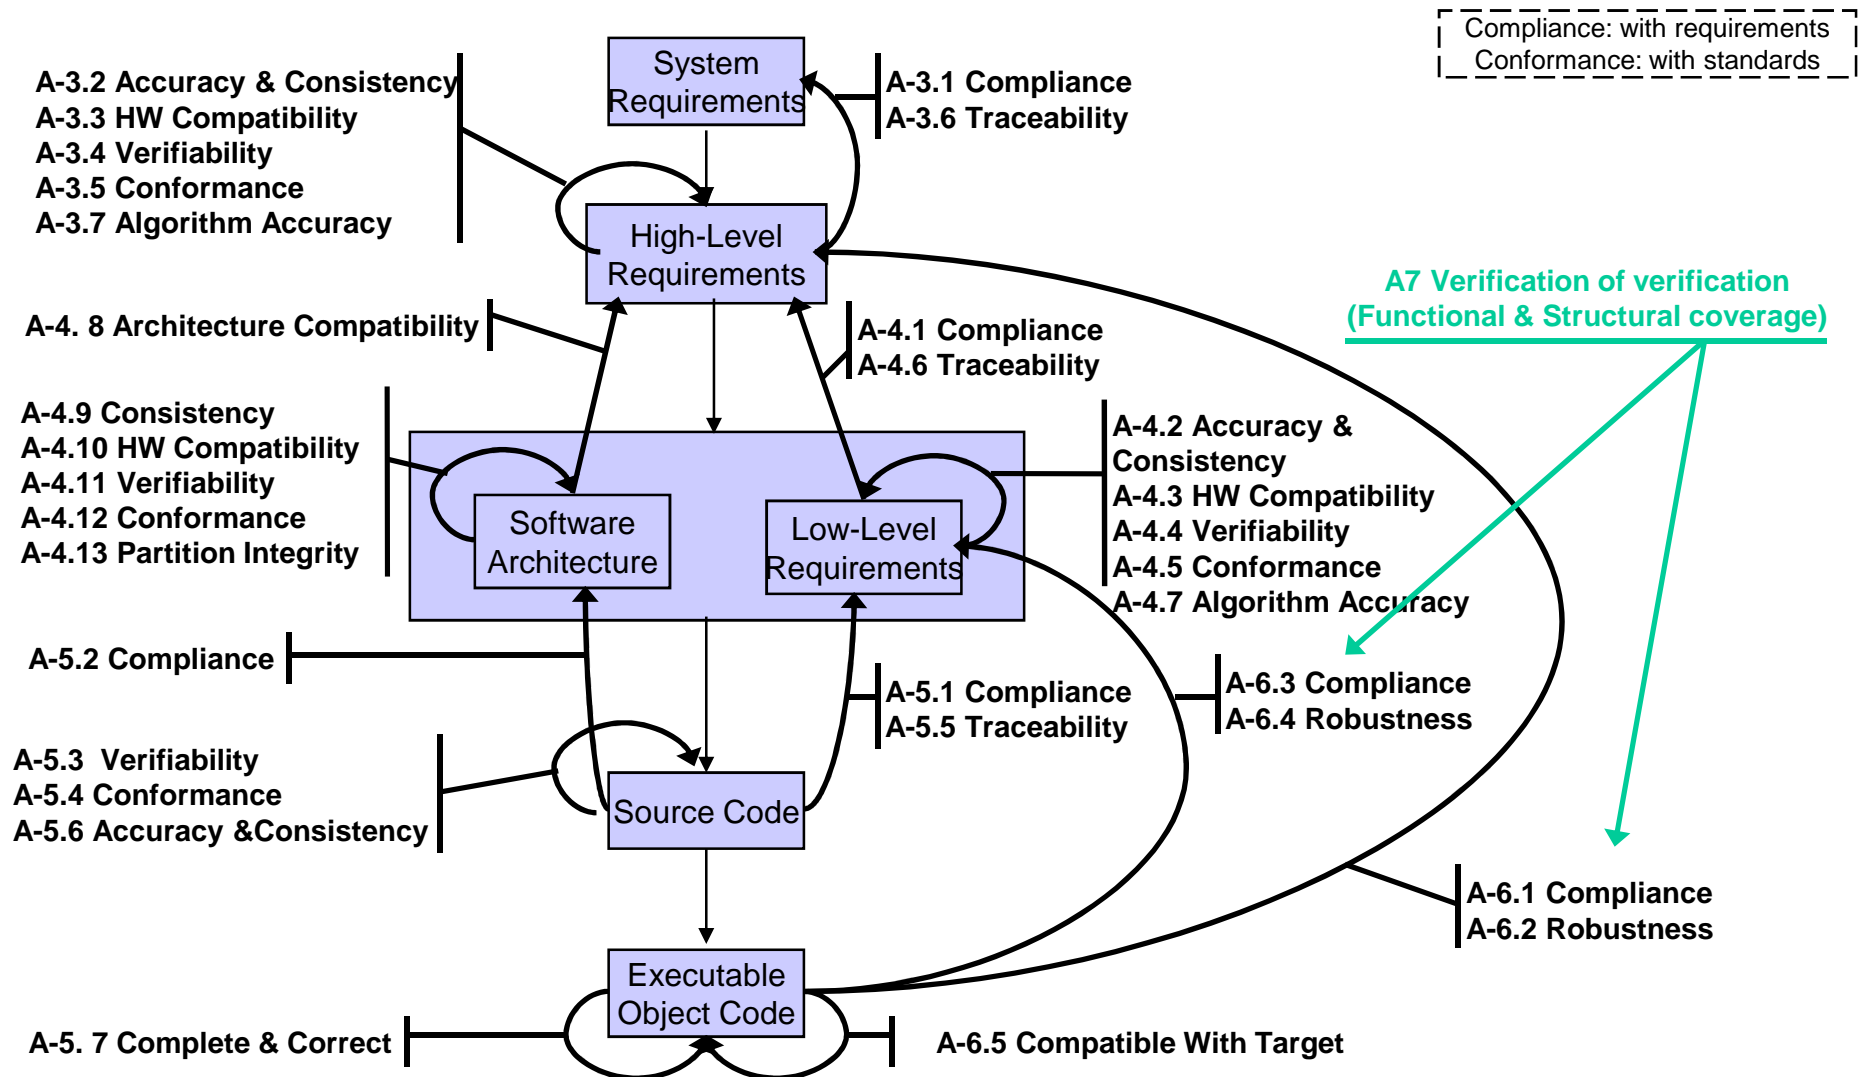 Compliance: with requirements
Conformance: with standards
System
Requirements
A-3.2 Accuracy & Consistency
A-3.3 HW Compatibility
A-3.4 Verifiability
A-3.5 Conformance
A-3.7 Algorithm Accuracy
A-3.1 Compliance
A-3.6 Traceability
High-Level
Requirements
A7 Verification of verification
(Functional & Structural coverage)
A-4. 8 Architecture Compatibility
A-4.1 Compliance
A-4.6 Traceability
A-4.9 Consistency
A-4.10 HW Compatibility
A-4.11 Verifiability
A-4.12 Conformance
A-4.13 Partition Integrity
Software
Architecture
Low-Level
Requirements
A-4.2 Accuracy &
Consistency
A-4.3 HW Compatibility
A-4.4 Verifiability
A-4.5 Conformance
A-4.7 Algorithm Accuracy
A-5.2 Compliance
A-5.1 Compliance
A-5.5 Traceability
A-6.3 Compliance
A-6.4 Robustness
A-5.3  Verifiability
A-5.4 Conformance
A-5.6 Accuracy &Consistency
Source Code
A-6.1 Compliance
A-6.2 Robustness
Executable
Object Code
A-5. 7 Complete & Correct
A-6.5 Compatible With Target